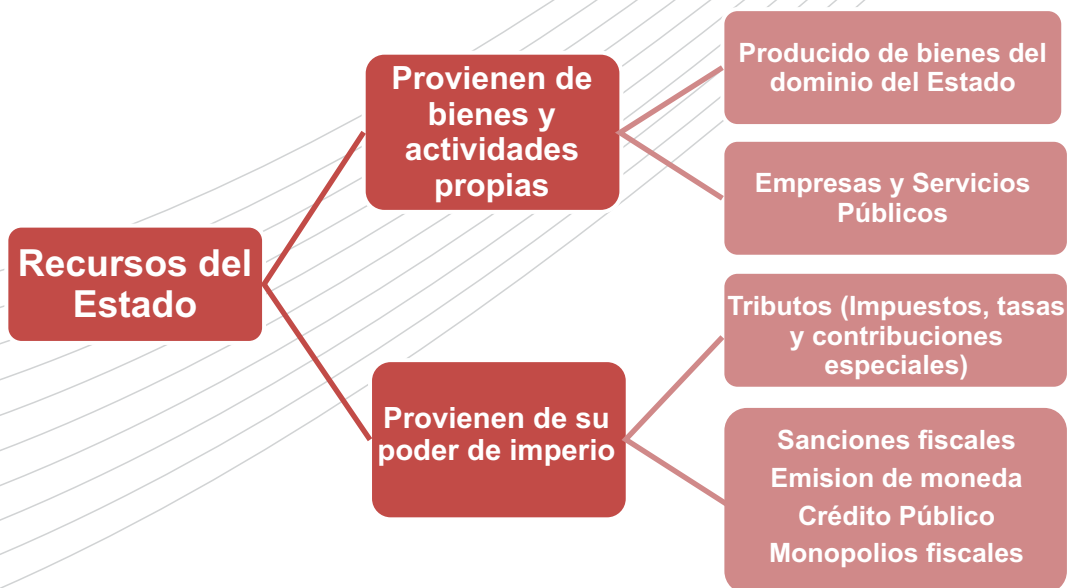 Recursos del
Estado
Provienen de
bienes y
actividades
propias
Producido de bienes del
dominio del Estado
Empresas y Servicios
Públicos
Provienen de su
poder de imperio
Tributos (Impuestos, tasas
y contribuciones
especiales)
Sanciones fiscales
Emision de moneda
Crédito Público
Monopolios fiscales